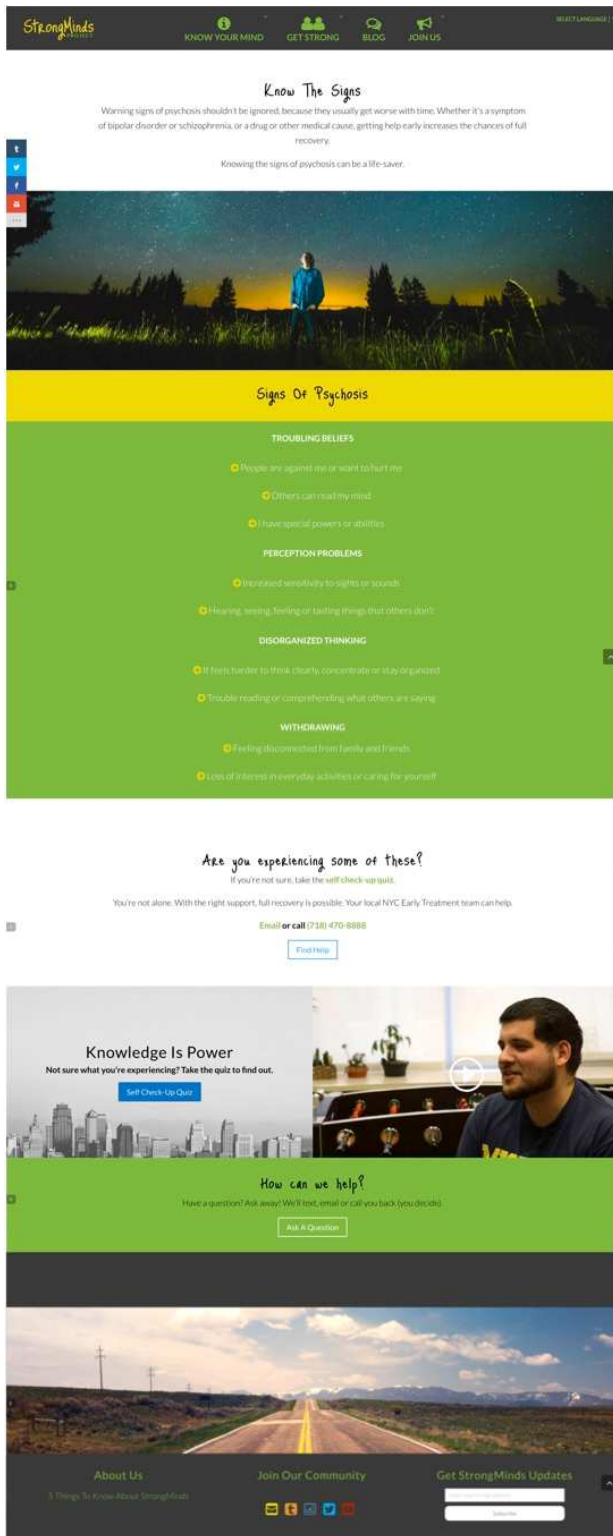 StrongMinds
PROJECT
KNOW YOUR MIND
GET STRONG
BLOG
JOIN US
SELECT LANGUAGE
Know The Signs
Warning signs of psychosis shouldn't be ignored, because they usually get worse with time. Whether it's a symptom
of bipolar disorder or schizophrenia, or a drug or other medical cause, getting help early increases the chances of full
recovery.
Knowing the signs of psychosis can be a life-saver.
Signs Of Psychosis
TROUBLING BELIEFS
People are against me or want to hurt me
Others can read my mind
I have special powers or abilities
PERCEPTION PROBLEMS
Increased sensitivity to sights or sounds
Hearing, seeing, feeling or tasting things that others don't
DISORGANIZED THINKING
If feels harder to think clearly, concentrate or stay organized
Trouble reading or comprehending what others are saying
WITHDRAWING
Feeling disconnected from family and friends
Loss of interest in everyday activities or caring for yourself
Are you experiencing some of these?
If you're not sure, take the self check-up quiz.
You're not alone. With the right support, full recovery is possible. Your local NYC Early Treatment team can help.
Email or call (718) 470-8888
Find Help
Knowledge Is Power
Not sure what you're experiencing? Take the quiz to find out.
Self Check-Up Quiz
How can we help?
Have a question? Ask away! We'll text, email or call you back (you decide).
Ask A Question
About Us
Join Our Community
Get StrongMinds Updates
5 Things To Know About StrongMinds
Subscribe